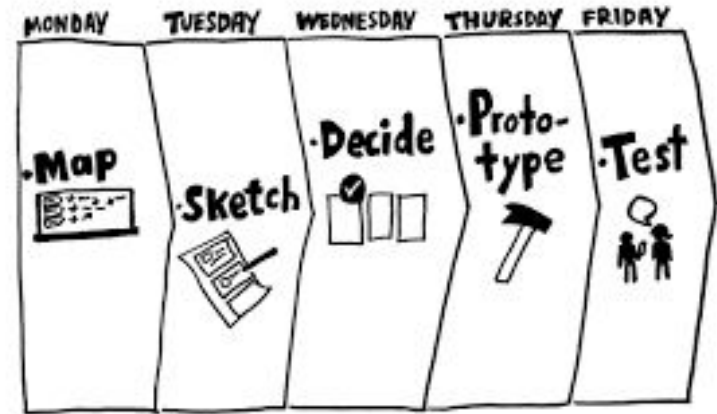 MONDAY TUESDAY WEDNESDAY THURSDAY FRIDAY
·Map
·Sketch
·Decide
·Proto-
type
·Test